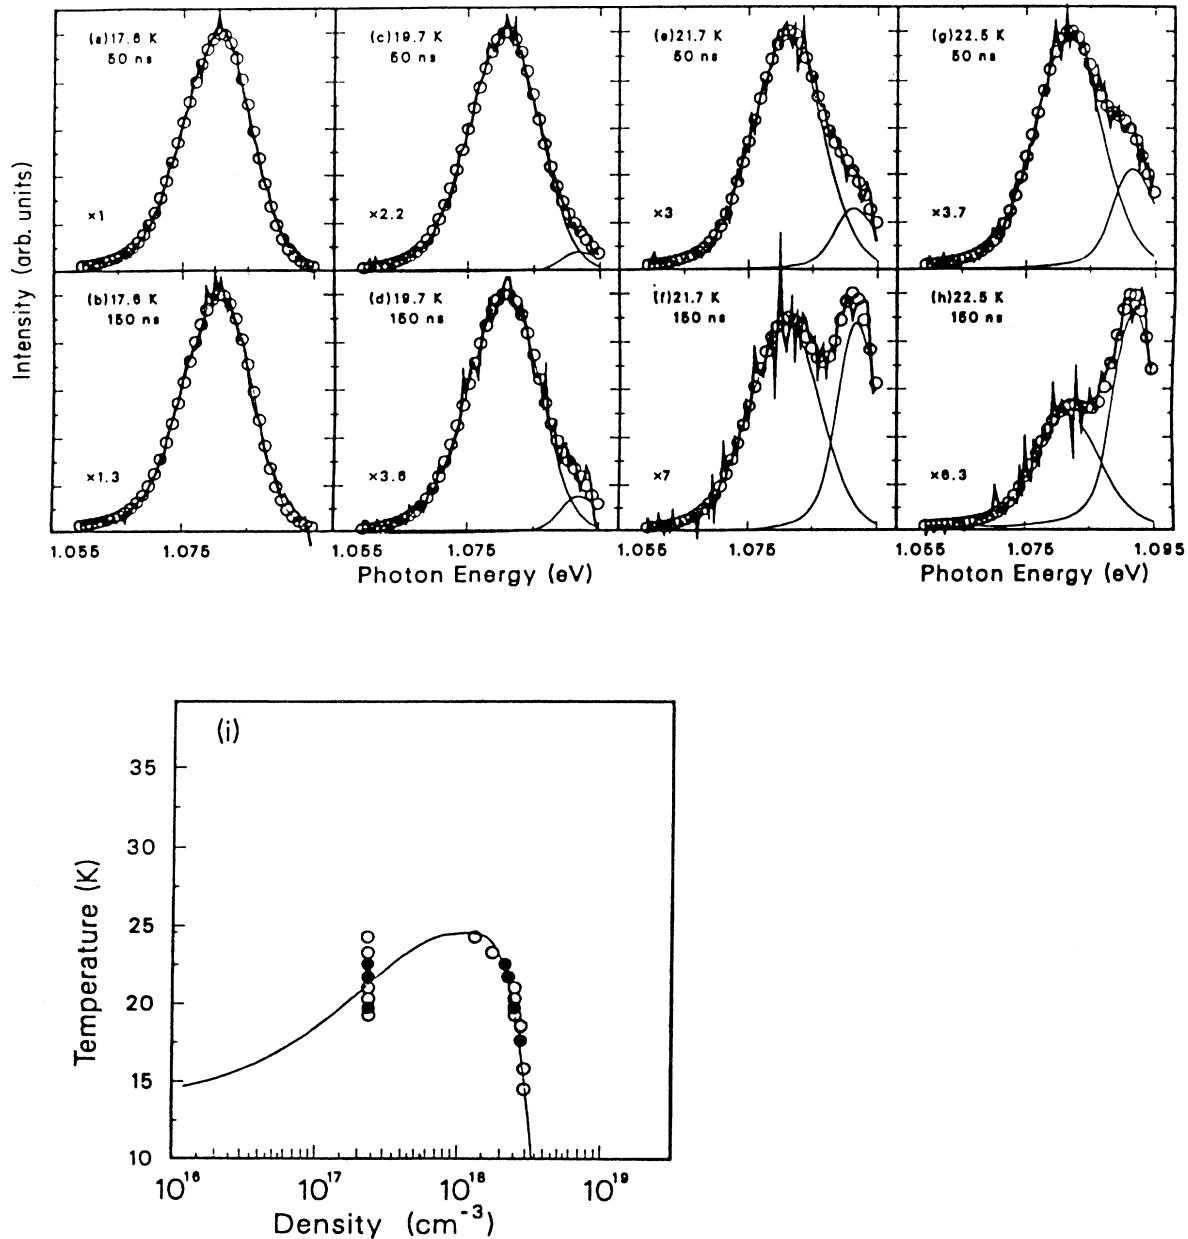 Intensity (arb. units)
(a)17.6 K
50 ns
×1
(c)19.7 K
50 ns
×2.2
(e)21.7 K
50 ns
×3
(g)22.5 K
50 ns
×3.7
(b)17.6 K
150 ns
×1.3
(d)19.7 K
150 ns
×3.6
(f)21.7 K
150 ns
×7
(h)22.5 K
150 ns
×6.3
1.055 1.075 1.055 1.075 1.055 1.075 1.055 1.075 1.095
Photon Energy (eV) Photon Energy (eV)
(i)
Temperature (K)
35
30
25
20
15
10
10^16 10^17 10^18 10^19
Density (cm^-3)